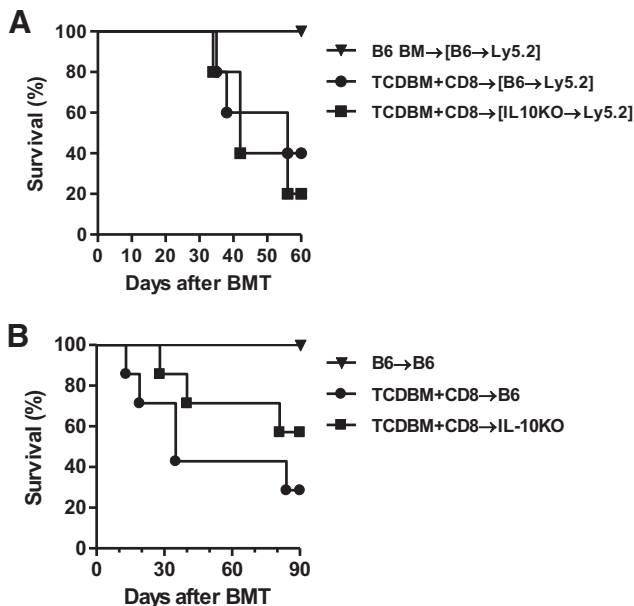 A
Survival (%)
100
80
60
40
20
0
0 10 20 30 40 50 60
Days after BMT
B6 BM→[B6→Ly5.2]
TCDBM+CD8→[B6→Ly5.2]
TCDBM+CD8→[IL10KO→Ly5.2]
B
Survival (%)
100
80
60
40
20
0
0 30 60 90
Days after BMT
B6→B6
TCDBM+CD8→B6
TCDBM+CD8→IL-10KO